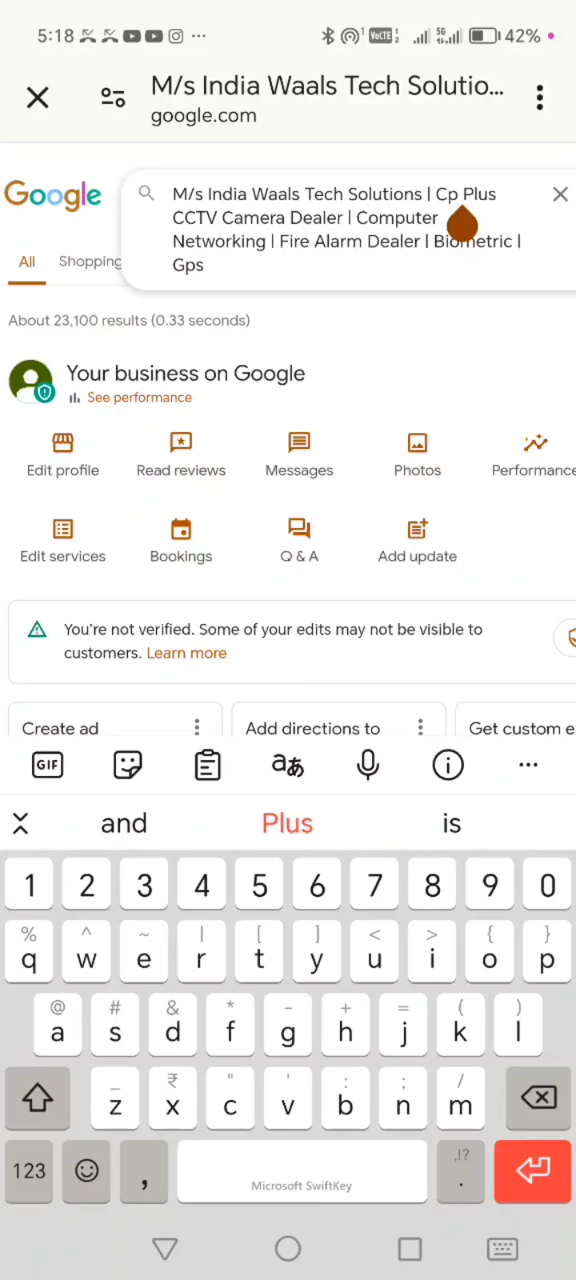 5:18 ... VoLTE 1 2 5G 42%
M/s India Waals Tech Solutio...
google.com
Google
M/s India Waals Tech Solutions | Cp Plus
CCTV Camera Dealer | Computer
Networking | Fire Alarm Dealer | Biometric |
Gps
All Shopping
About 23,100 results (0.33 seconds)
Your business on Google
See performance
Edit profile Read reviews Messages Photos Performance
Edit services Bookings Q & A Add update
You're not verified. Some of your edits may not be visible to
customers. Learn more
Create ad Add directions to Get custom e
GIF aあ ...
and Plus is
1 2 3 4 5 6 7 8 9 0
% ^ ~ | [ ] < > { }
q w e r t y u i o p
@ # & * - + = ( )
a s d f g h j k l
_ ₹ " ' : ; /
z x c v b n m
123 , Microsoft SwiftKey ,!? .